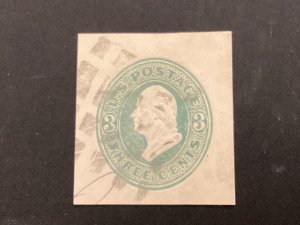 U.S. POSTAGE
3 3
THREE CENTS